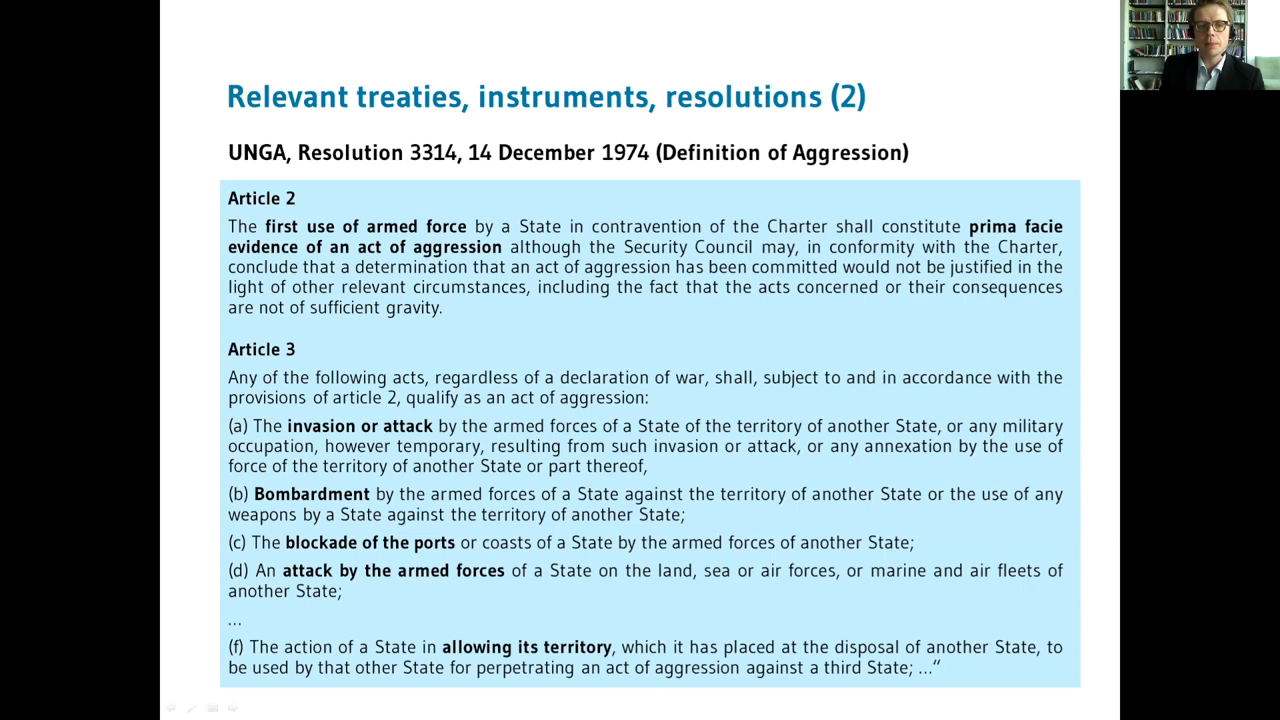 Relevant treaties, instruments, resolutions (2)
UNGA, Resolution 3314, 14 December 1974 (Definition of Aggression)
Article 2
The first use of armed force by a State in contravention of the Charter shall constitute prima facie
evidence of an act of aggression although the Security Council may, in conformity with the Charter,
conclude that a determination that an act of aggression has been committed would not be justified in the
light of other relevant circumstances, including the fact that the acts concerned or their consequences
are not of sufficient gravity.
Article 3
Any of the following acts, regardless of a declaration of war, shall, subject to and in accordance with the
provisions of article 2, qualify as an act of aggression:
(a) The invasion or attack by the armed forces of a State of the territory of another State, or any military
occupation, however temporary, resulting from such invasion or attack, or any annexation by the use of
force of the territory of another State or part thereof,
(b) Bombardment by the armed forces of a State against the territory of another State or the use of any
weapons by a State against the territory of another State;
(c) The blockade of the ports or coasts of a State by the armed forces of another State;
(d) An attack by the armed forces of a State on the land, sea or air forces, or marine and air fleets of
another State;
...
(f) The action of a State in allowing its territory, which it has placed at the disposal of another State, to
be used by that other State for perpetrating an act of aggression against a third State; ...“